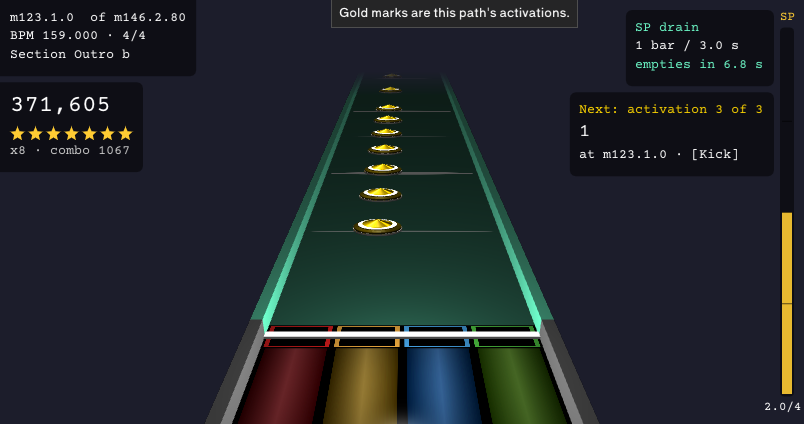 Gold marks are this path's activations.
m123.1.0 of m146.2.80
BPM 159.000 · 4/4
Section Outro b
371,605
x8 · combo 1067
SP drain
1 bar / 3.0 s
empties in 6.8 s
Next: activation 3 of 3
1
at m123.1.0 · [Kick]
SP
2.0/4